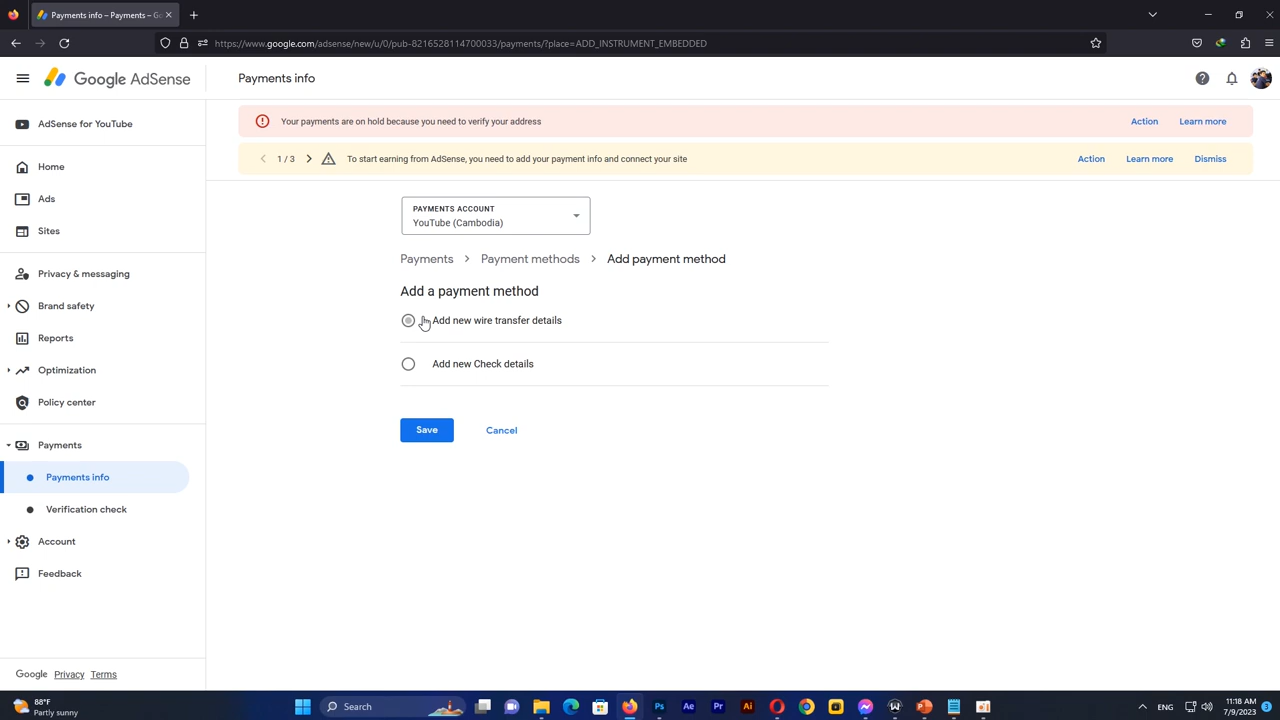 Payments info – Payments – Go
https://www.google.com/adsense/new/u/0/pub-8216528114700033/payments/?place=ADD_INSTRUMENT_EMBEDDED
Google AdSense
Payments info
AdSense for YouTube
Home
Ads
Sites
Privacy & messaging
Brand safety
Reports
Optimization
Policy center
Payments
Payments info
Verification check
Account
Feedback
Google Privacy Terms
Your payments are on hold because you need to verify your address
Action Learn more
1 / 3
To start earning from AdSense, you need to add your payment info and connect your site
Action Learn more Dismiss
PAYMENTS ACCOUNT
YouTube (Cambodia)
Payments > Payment methods > Add payment method
Add a payment method
Add new wire transfer details
Add new Check details
Save Cancel
88°F
Partly sunny
Search
ENG
11:18 AM
7/9/2023
3